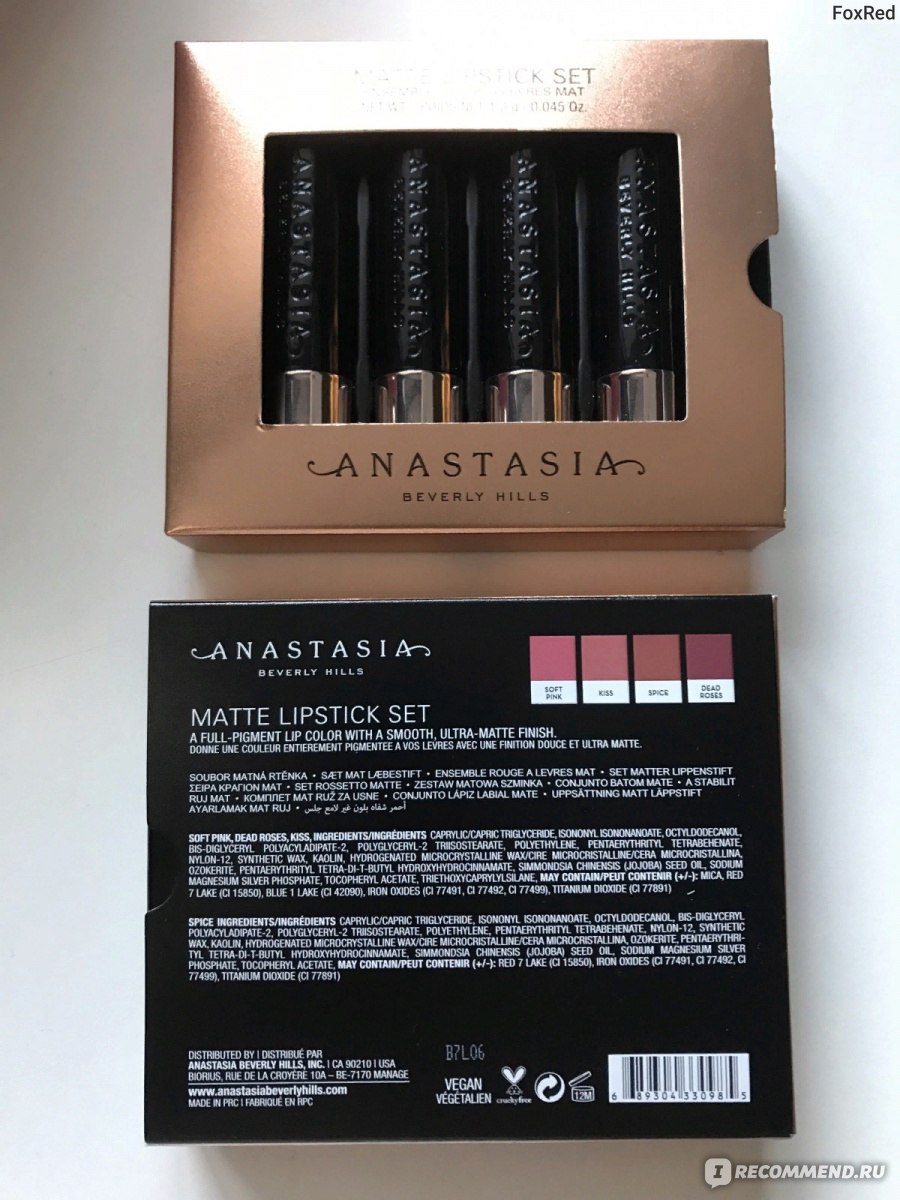 FoxRed
MATTE LIPSTICK SET
MAT
0.045 Oz.
ANASTASIA
ANASTASIA
ANASTASIA
ANASTASIA
BEVERLY HILLS
ANASTASIA
BEVERLY HILLS
ANASTASIA
BEVERLY HILLS
SOFT PINK
KISS
SPICE
DEAD ROSES
MATTE LIPSTICK SET
A FULL-PIGMENT LIP COLOR WITH A SMOOTH, ULTRA-MATTE FINISH.
DONNE UNE COULEUR ENTIEREMENT PIGMENTEE A VOS LEVRES AVEC UNE FINITION DOUCE ET ULTRA MATTE.
SOUBOR MATNÁ RTĚNKA • SÆT MAT LÆBESTIFT • ENSEMBLE ROUGE A LEVRES MAT • SET MATTER LIPPENSTIFT
ΣΕΙΡΑ ΚΡΑΓΙΟΝ ΜΑΤ • SET ROSSETTO MATTE • ZESTAW MATOWA SZMINKA • CONJUNTO BATOM MATE • A STABILIT
RUJ MAT • КОМПЛЕТ MAT RUŽ ZA USNE • CONJUNTO LÁPIZ LABIAL MATE • UPPSÄTTNING MATT LÄPPSTIFT
AYARLAMAK MAT RUJ • أحمر شفاه بلون غير لامع جلس
SOFT PINK, DEAD ROSES, KISS, INGREDIENTS/INGRÉDIENTS CAPRYLIC/CAPRIC TRIGLYCERIDE, ISONONYL ISONONANOATE, OCTYLDODECANOL,
BIS-DIGLYCERYL POLYACYLADIPATE-2, POLYGLYCERYL-2 TRIISOSTEARATE, POLYETHYLENE, PENTAERYTHRITYL TETRABEHENATE,
NYLON-12, SYNTHETIC WAX, KAOLIN, HYDROGENATED MICROCRYSTALLINE WAX/CIRE MICROCRISTALLINE/CERA MICROCRISTALLINA,
OZOKERITE, PENTAERYTHRITYL TETRA-DI-T-BUTYL HYDROXYHYDROCINNAMATE, SIMMONDSIA CHINENSIS (JOJOBA) SEED OIL, SODIUM
MAGNESIUM SILVER PHOSPHATE, TOCOPHERYL ACETATE, TRIETHOXYCAPRYLYLSILANE, MAY CONTAIN/PEUT CONTENIR (+/-): MICA, RED
7 LAKE (CI 15850), BLUE 1 LAKE (CI 42090), IRON OXIDES (CI 77491, CI 77492, CI 77499), TITANIUM DIOXIDE (CI 77891)
SPICE INGREDIENTS/INGRÉDIENTS CAPRYLIC/CAPRIC TRIGLYCERIDE, ISONONYL ISONONANOATE, OCTYLDODECANOL, BIS-DIGLYCERYL
POLYACYLADIPATE-2, POLYGLYCERYL-2 TRIISOSTEARATE, POLYETHYLENE, PENTAERYTHRITYL TETRABEHENATE, NYLON-12, SYNTHETIC
WAX, KAOLIN, HYDROGENATED MICROCRYSTALLINE WAX/CIRE MICROCRISTALLINE/CERA MICROCRISTALLINA, OZOKERITE, PENTAERYTHRI-
TYL TETRA-DI-T-BUTYL HYDROXYHYDROCINNAMATE, SIMMONDSIA CHINENSIS (JOJOBA) SEED OIL, SODIUM MAGNESIUM SILVER
PHOSPHATE, TOCOPHERYL ACETATE, MAY CONTAIN/PEUT CONTENIR (+/-): RED 7 LAKE (CI 15850), IRON OXIDES (CI 77491, CI 77492, CI
77499), TITANIUM DIOXIDE (CI 77891)
DISTRIBUTED BY | DISTRIBUÉ PAR
ANASTASIA BEVERLY HILLS, INC. | CA 90210 | USA
BIORIUS, RUE DE LA CROYÈRE 10A – BE-7170 MANAGE
www.anastasiabeverlyhills.com
MADE IN PRC | FABRIQUÉ EN RPC
B7L06
VEGAN
VÉGÉTALIEN
crueltyfree
12M
6 89304 33098 5
IRECOMMEND.RU